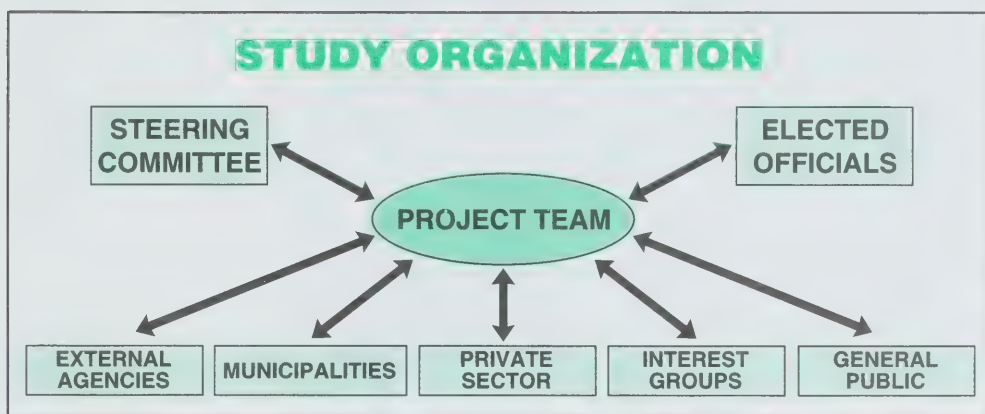 STUDY ORGANIZATION
STEERING
COMMITTEE
ELECTED
OFFICIALS
PROJECT TEAM
EXTERNAL
AGENCIES
MUNICIPALITIES
PRIVATE
SECTOR
INTEREST
GROUPS
GENERAL
PUBLIC